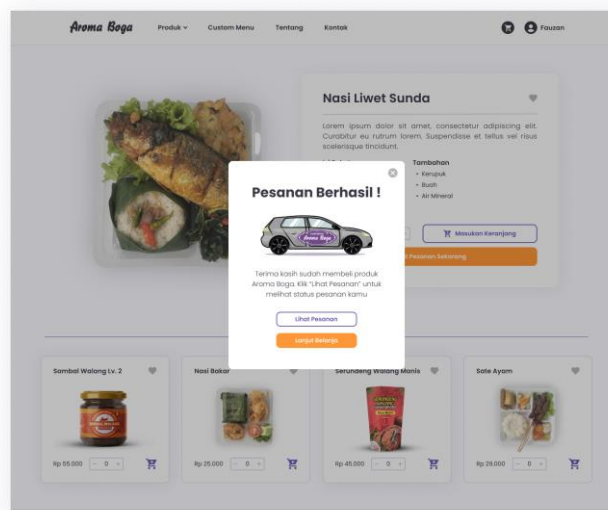 Aroma Boga
Produk
Custom Menu
Tentang
Kontak
Fauzan
Nasi Liwet Sunda
Lorem ipsum dolor sit amet, consectetur adipiscing elit.
Curabitur eu rutrum lorem. Suspendisse et tellus vel risus
scelerisque tincidunt.
Tambahan
• Kerupuk
• Buah
• Air Mineral
Masukan Keranjang
Pesanan Sekarang
Pesanan Berhasil !
Aroma Boga
Terima kasih sudah membeli produk
Aroma Boga. Klik "Lihat Pesanan" untuk
melihat status pesanan kamu
Lihat Pesanan
Lanjut Belanja
Sambal Walang Lv. 2
Rp 55.000
- 0 +
Nasi Bakar
Rp 25.000
- 0 +
Serundeng Walang Manis
Rp 45.000
- 0 +
Sate Ayam
Rp 29.000
- 0 +